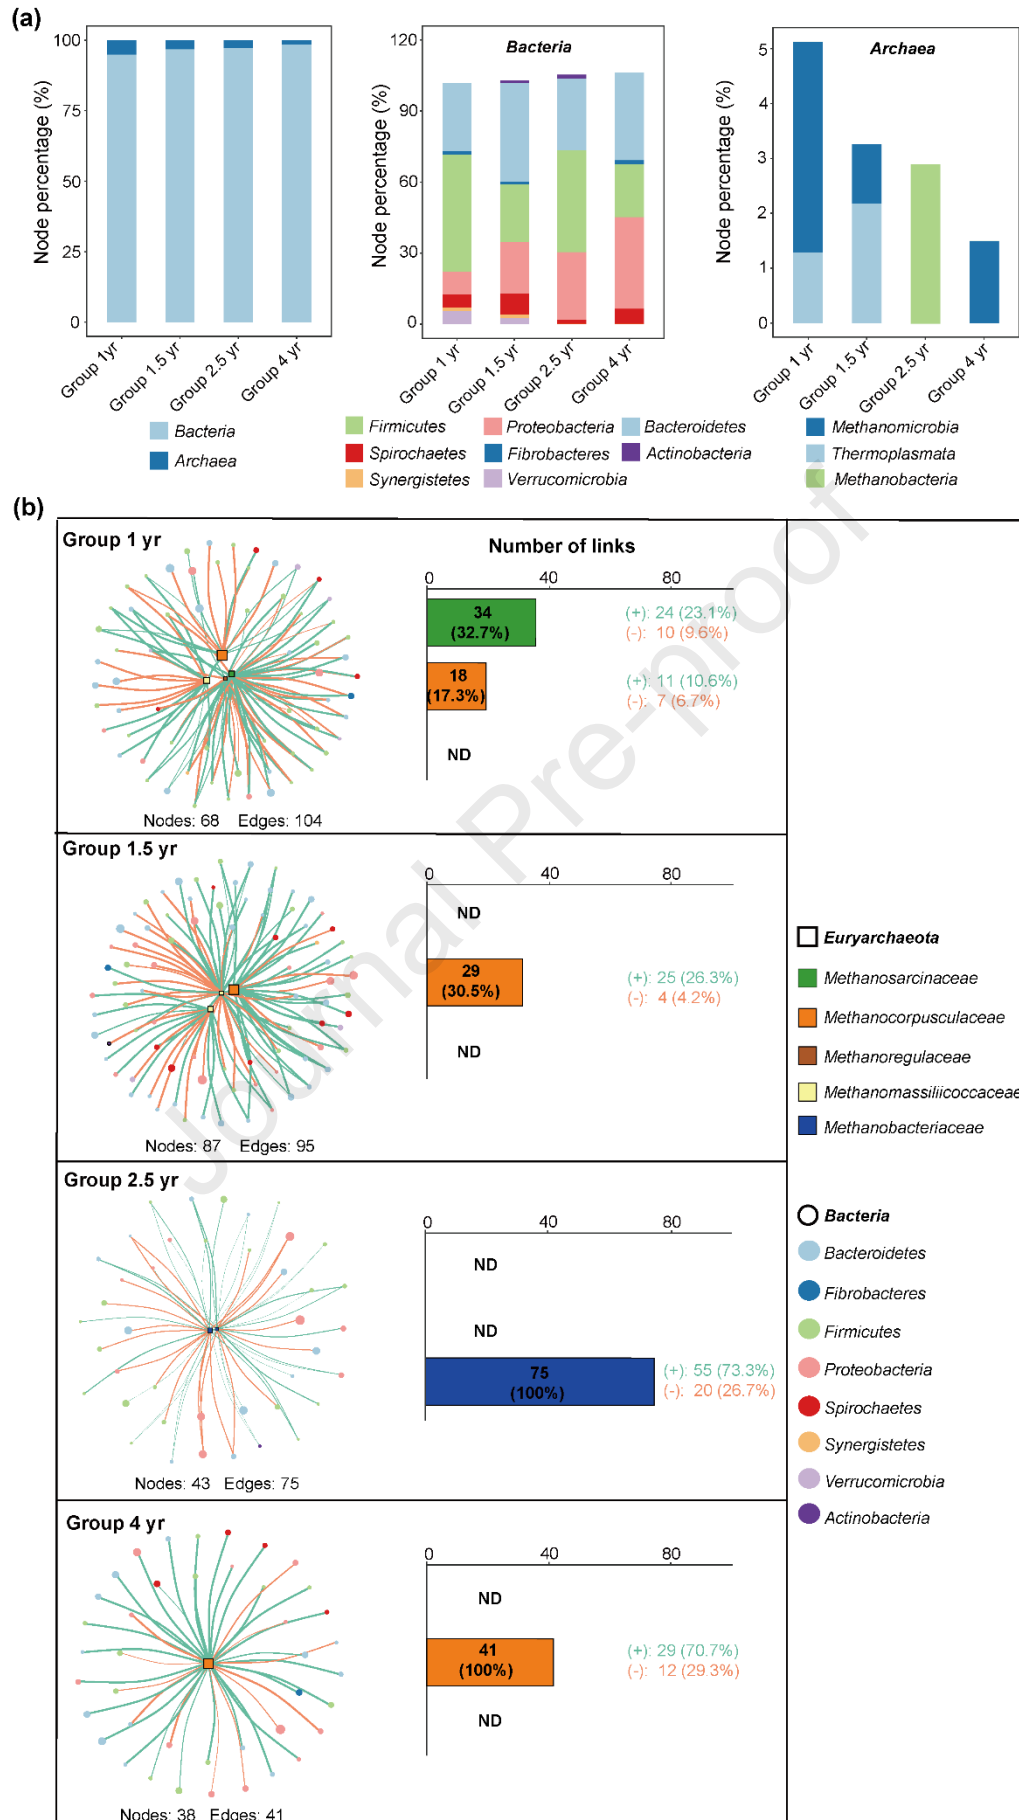 (a)
100
75
50
25
0
Node percentage (%)
Group 1yr
Group 1.5 yr
Group 2.5 yr
Group 4 yr
Bacteria
Archaea
Bacteria
120
90
60
30
0
Node percentage (%)
Group 1 yr
Group 1.5 yr
Group 2.5 yr
Group 4 yr
Firmicutes
Proteobacteria
Bacteroidetes
Spirochaetes
Fibrobacteres
Actinobacteria
Synergistetes
Verrucomicrobia
Archaea
5
4
3
2
1
0
Node percentage (%)
Group 1 yr
Group 1.5 yr
Group 2.5 yr
Group 4 yr
Methanomicrobia
Thermoplasmata
Methanobacteria
(b)
Group 1 yr
Number of links
0 40 80
34
(32.7%)
(+): 24 (23.1%)
(-): 10 (9.6%)
18
(17.3%)
(+): 11 (10.6%)
(-): 7 (6.7%)
ND
Nodes: 68 Edges: 104
Group 1.5 yr
0 40 80
ND
29
(30.5%)
(+): 25 (26.3%)
(-): 4 (4.2%)
ND
Nodes: 87 Edges: 95
Group 2.5 yr
0 40 80
ND
ND
75
(100%)
(+): 55 (73.3%)
(-): 20 (26.7%)
Nodes: 43 Edges: 75
Group 4 yr
0 40 80
ND
41
(100%)
(+): 29 (70.7%)
(-): 12 (29.3%)
ND
Nodes: 38 Edges: 41
Euryarchaeota
Methanosarcinaceae
Methanocorpusculaceae
Methanoregulaceae
Methanomassiliicoccaceae
Methanobacteriaceae
Bacteria
Bacteroidetes
Fibrobacteres
Firmicutes
Proteobacteria
Spirochaetes
Synergistetes
Verrucomicrobia
Actinobacteria
Journal Pre-proof